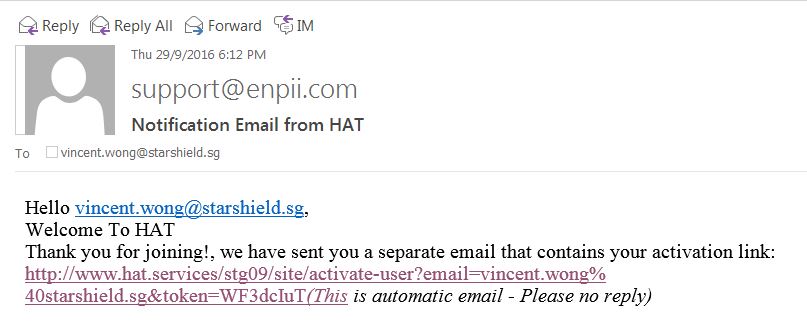 Reply Reply All Forward IM
Thu 29/9/2016 6:12 PM
support@enpii.com
Notification Email from HAT
To vincent.wong@starshield.sg
Hello vincent.wong@starshield.sg,
Welcome To HAT
Thank you for joining!, we have sent you a separate email that contains your activation link:
http://www.hat.services/stg09/site/activate-user?email=vincent.wong%
40starshield.sg&token=WF3dcIuT(This is automatic email - Please no reply)